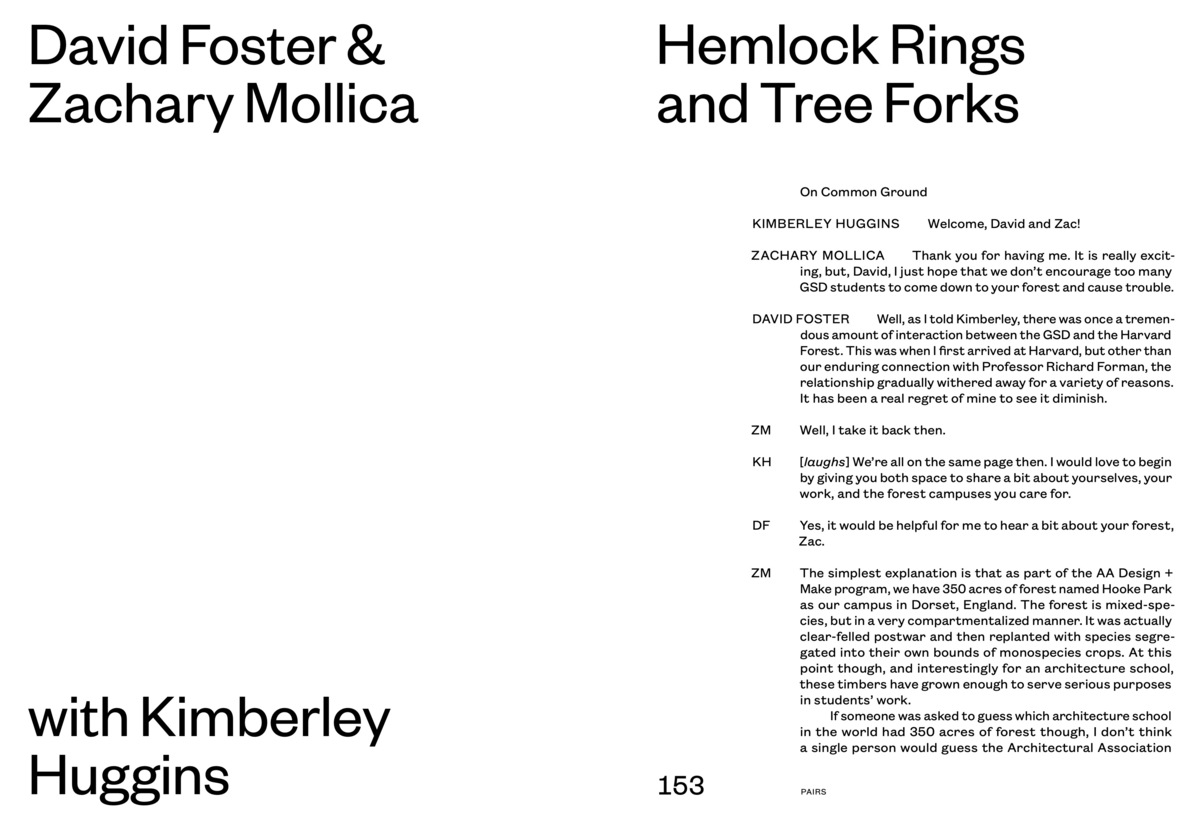 David Foster &
Zachary Mollica
with Kimberley
Huggins
Hemlock Rings
and Tree Forks
On Common Ground
KIMBERLEY HUGGINS Welcome, David and Zac!
ZACHARY MOLLICA Thank you for having me. It is really excit-
ing, but, David, I just hope that we don’t encourage too many
GSD students to come down to your forest and cause trouble.
DAVID FOSTER Well, as I told Kimberley, there was once a tremen-
dous amount of interaction between the GSD and the Harvard
Forest. This was when I first arrived at Harvard, but other than
our enduring connection with Professor Richard Forman, the
relationship gradually withered away for a variety of reasons.
It has been a real regret of mine to see it diminish.
ZM Well, I take it back then.
KH [laughs] We’re all on the same page then. I would love to begin
by giving you both space to share a bit about yourselves, your
work, and the forest campuses you care for.
DF Yes, it would be helpful for me to hear a bit about your forest,
Zac.
ZM The simplest explanation is that as part of the AA Design +
Make program, we have 350 acres of forest named Hooke Park
as our campus in Dorset, England. The forest is mixed-spe-
cies, but in a very compartmentalized manner. It was actually
clear-felled postwar and then replanted with species segre-
gated into their own bounds of monospecies crops. At this
point though, and interestingly for an architecture school,
these timbers have grown enough to serve serious purposes
in students’ work.
If someone was asked to guess which architecture school
in the world had 350 acres of forest though, I don’t think
a single person would guess the Architectural Association
153
PAIRS